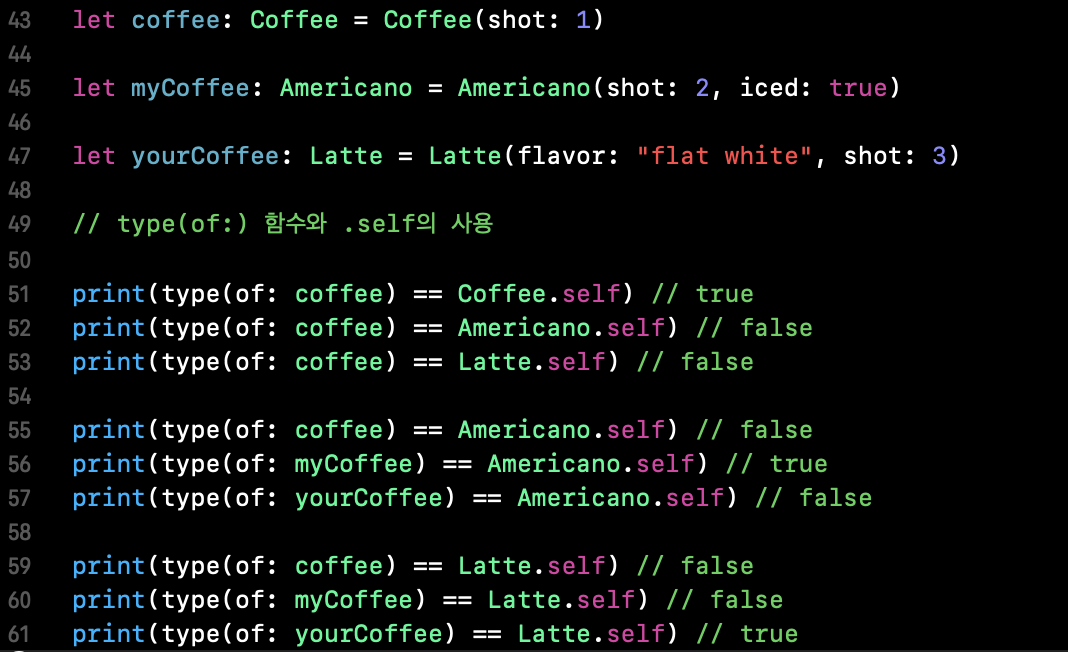 43 let coffee: Coffee = Coffee(shot: 1)
44
45 let myCoffee: Americano = Americano(shot: 2, iced: true)
46
47 let yourCoffee: Latte = Latte(flavor: "flat white", shot: 3)
48
49 // type(of:) 함수와 .self의 사용
50
51 print(type(of: coffee) == Coffee.self) // true
52 print(type(of: coffee) == Americano.self) // false
53 print(type(of: coffee) == Latte.self) // false
54
55 print(type(of: coffee) == Americano.self) // false
56 print(type(of: myCoffee) == Americano.self) // true
57 print(type(of: yourCoffee) == Americano.self) // false
58
59 print(type(of: coffee) == Latte.self) // false
60 print(type(of: myCoffee) == Latte.self) // false
61 print(type(of: yourCoffee) == Latte.self) // true